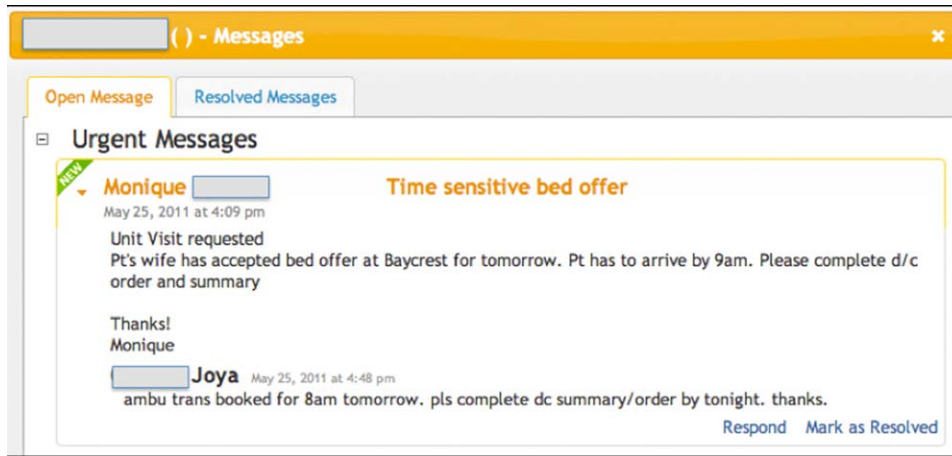 ( ) - Messages
Open Message
Resolved Messages
Urgent Messages
NEW
Monique
Time sensitive bed offer
May 25, 2011 at 4:09 pm
Unit Visit requested
Pt's wife has accepted bed offer at Baycrest for tomorrow. Pt has to arrive by 9am. Please complete d/c
order and summary
Thanks!
Monique
Joya May 25, 2011 at 4:48 pm
ambu trans booked for 8am tomorrow. pls complete dc summary/order by tonight. thanks.
Respond Mark as Resolved